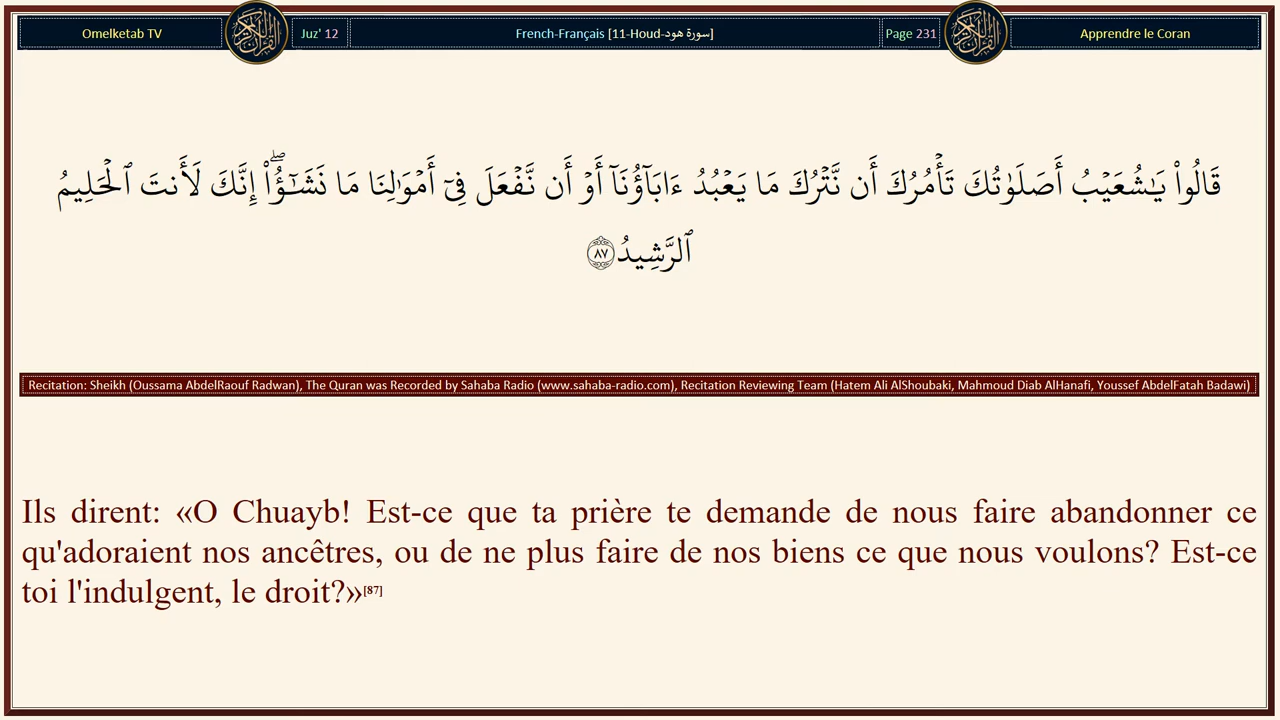 Omelketab TV
Juz' 12
French-Français [11-Houd-سورة هود]
Page 231
Apprendre le Coran
قَالُوا۟ يَـٰشُعَيْبُ أَصَلَوٰتُكَ تَأْمُرُكَ أَن نَّتْرُكَ مَا يَعْبُدُ ءَابَآؤُنَآ أَوْ أَن نَّفْعَلَ فِىٓ أَمْوَٰلِنَا مَا نَشَـٰٓؤُا۟ ۖ إِنَّكَ لَأَنتَ ٱلْحَلِيمُ
ٱلرَّشِيدُ ٨٧
Recitation: Sheikh (Oussama AbdelRaouf Radwan), The Quran was Recorded by Sahaba Radio (www.sahaba-radio.com), Recitation Reviewing Team (Hatem Ali AlShoubaki, Mahmoud Diab AlHanafi, Youssef AbdelFatah Badawi)
Ils dirent: «O Chuayb! Est-ce que ta prière te demande de nous faire abandonner ce
qu'adoraient nos ancêtres, ou de ne plus faire de nos biens ce que nous voulons? Est-ce
toi l'indulgent, le droit?»[87]